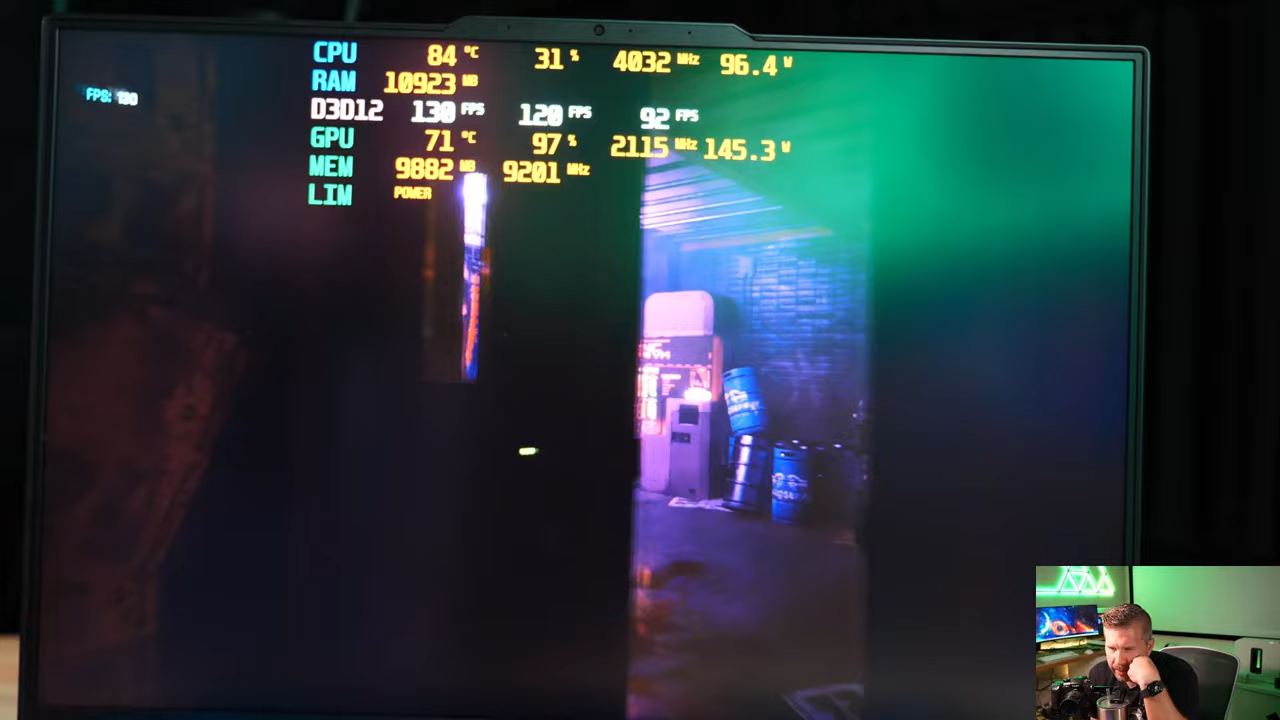 CPU 84 °C 31 % 4032 MHz 96.4 W
RAM 10923 MB
FPS: 130
D3D12 130 FPS 120 FPS 92 FPS
GPU 71 °C 97 % 2115 MHz 145.3 W
MEM 9882 MB 9201 MHz
LIM POWER